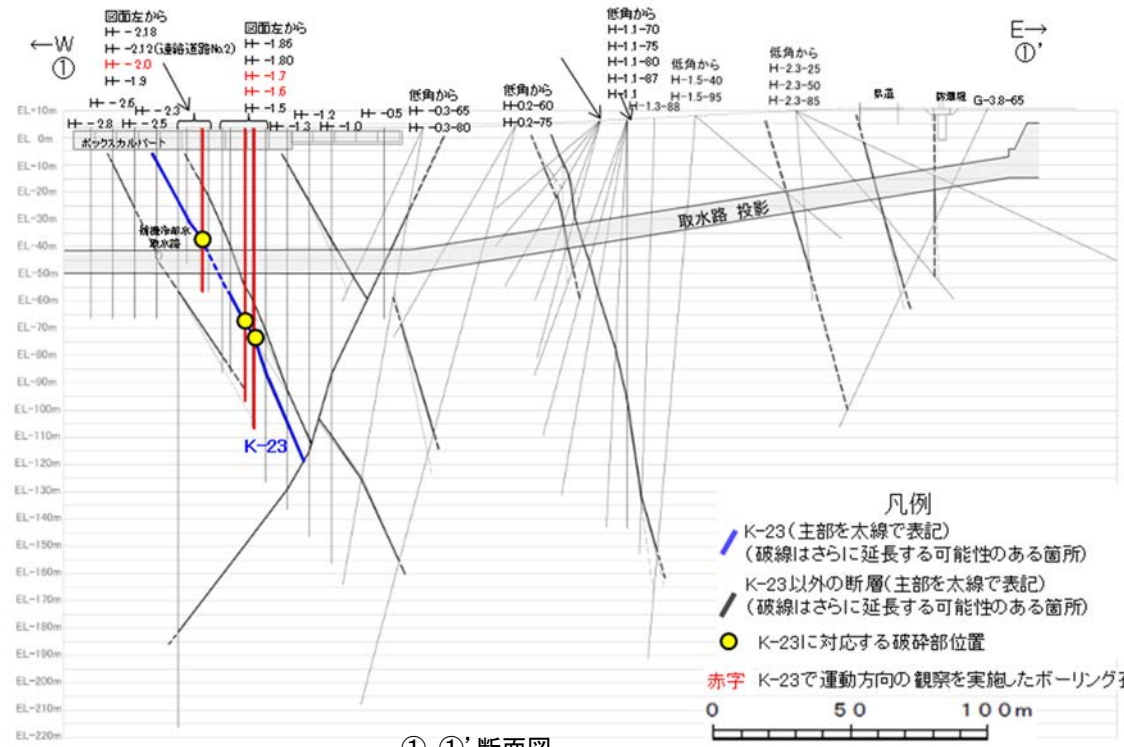 ←W
①
図面左から
H- -2.18
H- -2.12(連絡道路No.2)
H- -2.0
H- -1.9
図面左から
H- -1.86
H- -1.80
H- -1.7
H- -1.6
H- -1.5
低角から
H- -0.3-65
H- -0.3-80
低角から
H-0.2-60
H-0.2-75
低角から
H-1.1-70
H-1.1-75
H-1.1-80
H-1.1-87
H-1.1
H-1.3-88
低角から
H-1.5-40
H-1.5-95
低角から
H-2.3-25
H-2.3-50
H-2.3-85
県道
防潮堤
G-3.8-65
E→
①'
H- -2.8
H- -2.6
H- -2.5
H- -2.3
H- -1.3
H- -1.2
H- -1.0
H- -0.5
ボックスカルバート
補機冷却水
取水路
取水路 投影
K-23
EL+10m
EL 0m
EL-10m
EL-20m
EL-30m
EL-40m
EL-50m
EL-60m
EL-70m
EL-80m
EL-90m
EL-100m
EL-110m
EL-120m
EL-130m
EL-140m
EL-150m
EL-160m
EL-170m
EL-180m
EL-190m
EL-200m
EL-210m
EL-220m
凡例
K-23(主部を太線で表記)
(破線はさらに延長する可能性のある箇所)
K-23以外の断層(主部を太線で表記)
(破線はさらに延長する可能性のある箇所)
K-23に対応する破砕部位置
赤字 K-23で運動方向の観察を実施したボーリング孔
0 50 100m
①-①'断面図